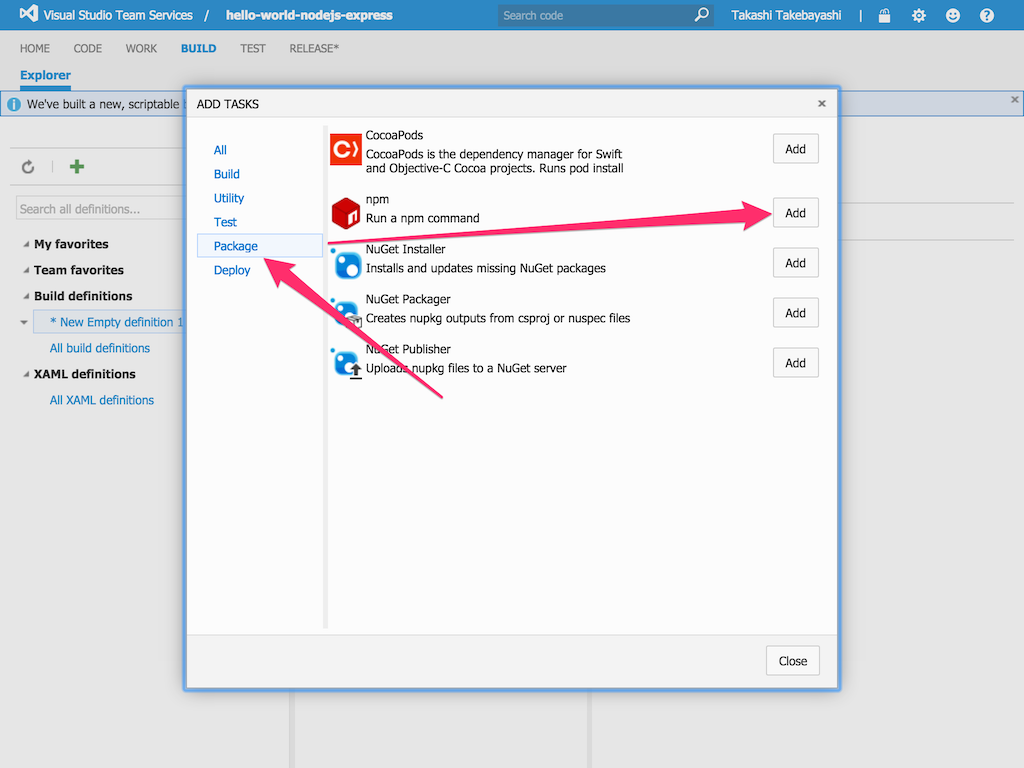 Visual Studio Team Services / hello-world-nodejs-express
Search code
Takashi Takebayashi |
HOME CODE WORK BUILD TEST RELEASE*
Explorer
We've built a new, scriptable
ADD TASKS
Search all definitions...
My favorites
Team favorites
Build definitions
* New Empty definition 1
All build definitions
XAML definitions
All XAML definitions
All
Build
Utility
Test
Package
Deploy
CocoaPods
CocoaPods is the dependency manager for Swift
and Objective-C Cocoa projects. Runs pod install
Add
npm
Run a npm command
Add
NuGet Installer
Installs and updates missing NuGet packages
Add
NuGet Packager
Creates nupkg outputs from csproj or nuspec files
Add
NuGet Publisher
Uploads nupkg files to a NuGet server
Add
Close